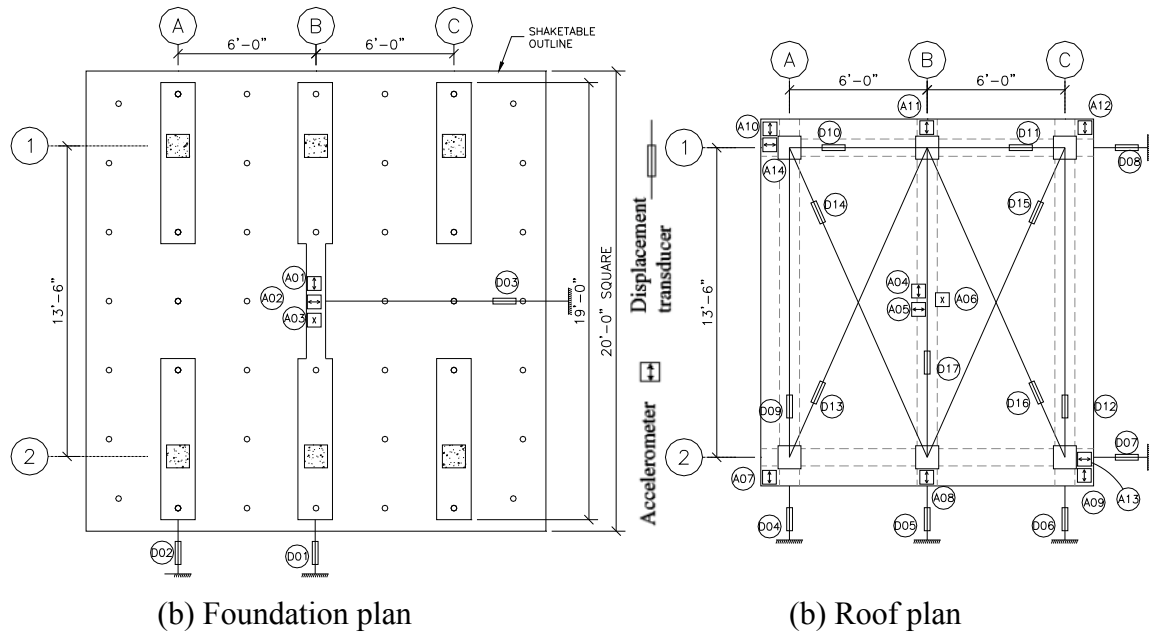 A
B
C
6'-0"
6'-0"
SHAKETABLE
OUTLINE
1
13'-6"
2
A01
A02
A03
D03
19'-0"
20'-0" SQUARE
D02
D01
(b) Foundation plan
Displacement
transducer
Accelerometer
A
B
C
6'-0"
6'-0"
A10
A11
A12
1
D10
D11
D08
A14
D14
D15
13'-6"
A04
A05
x
A06
D17
D09
D13
D16
D12
2
D07
A07
A08
A09
A13
D04
D05
D06
x
(b) Roof plan